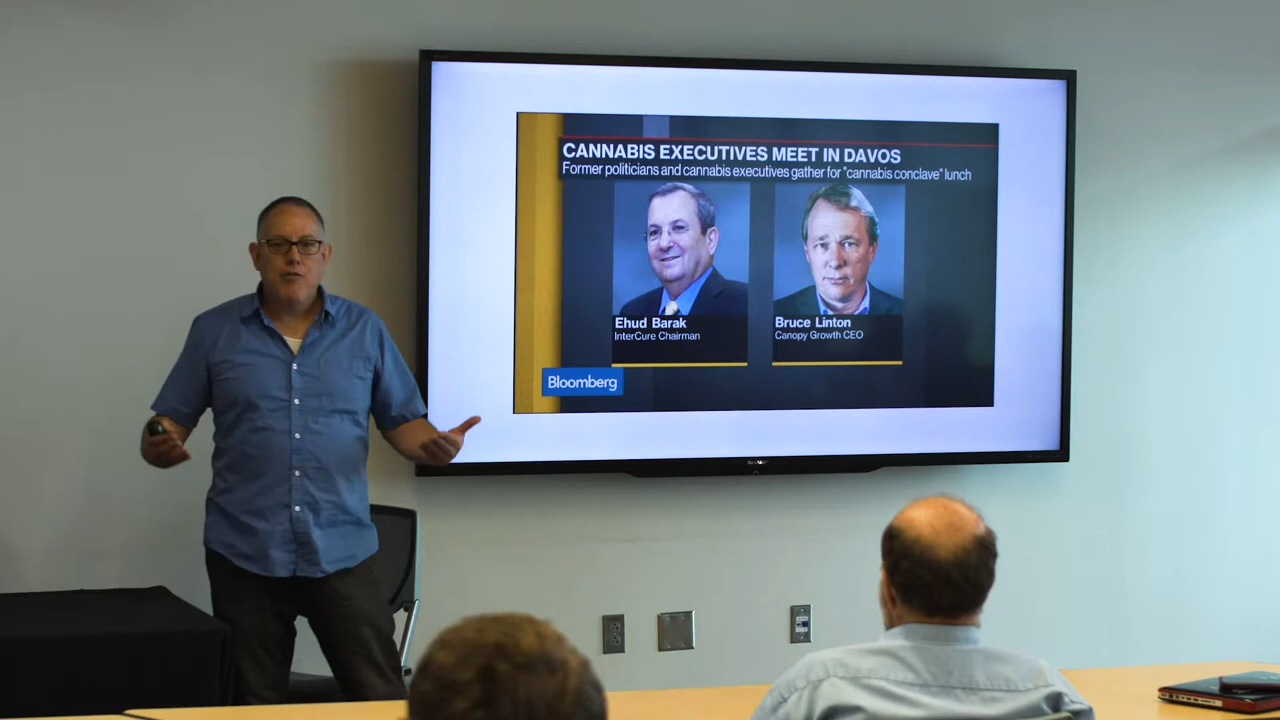 CANNABIS EXECUTIVES MEET IN DAVOS
Former politicians and cannabis executives gather for "cannabis conclave" lunch
Ehud Barak
InterCure Chairman
Bruce Linton
Canopy Growth CEO
Bloomberg